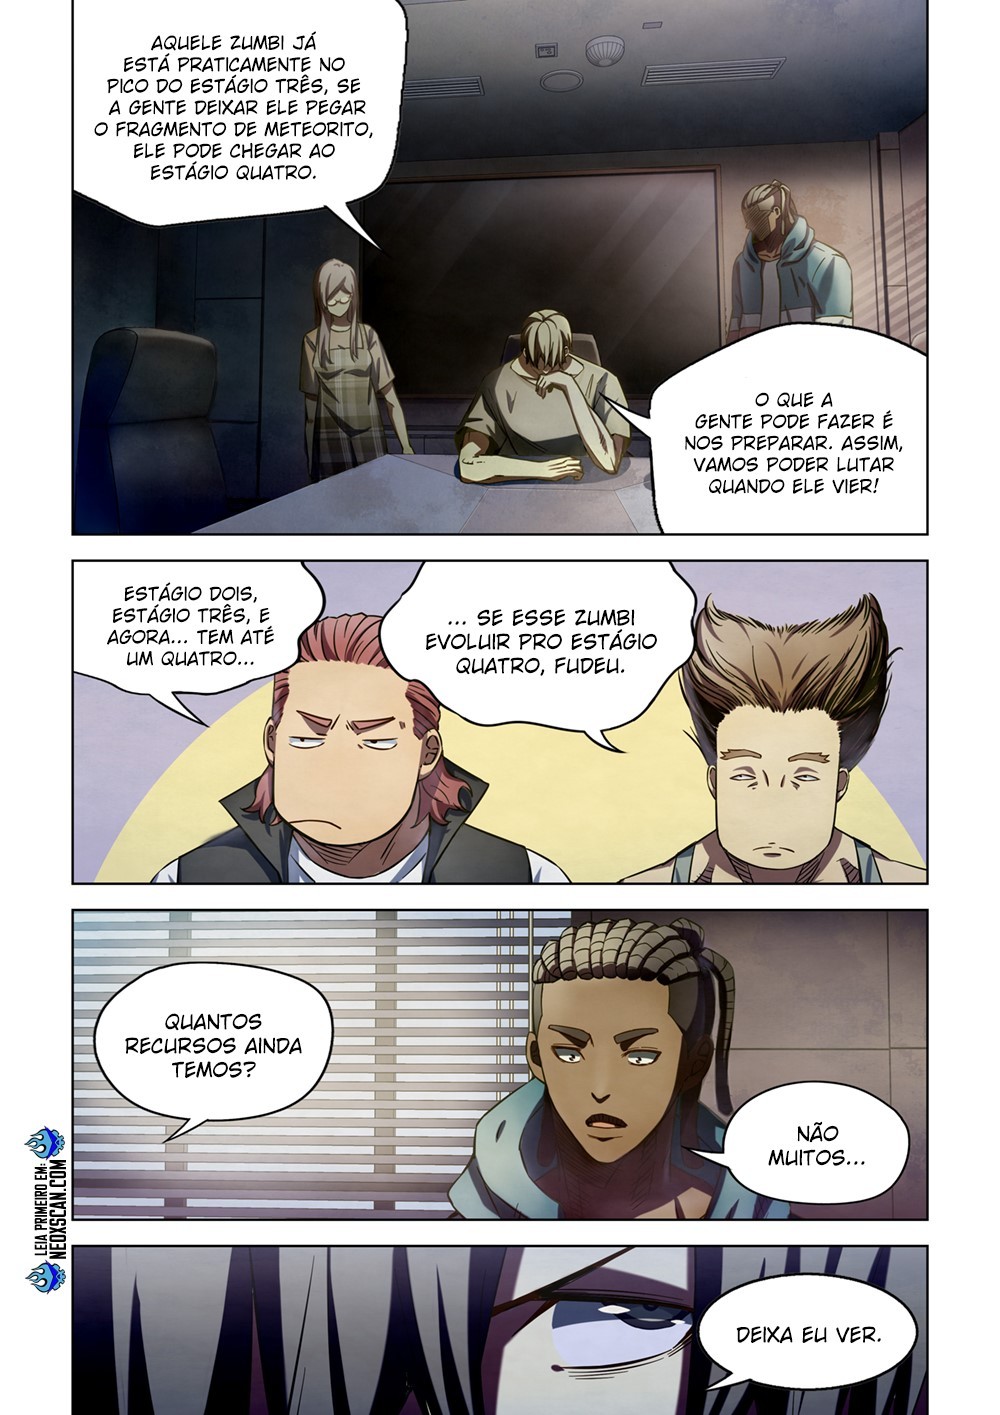 AQUELE ZUMBI JÁ
ESTÁ PRATICAMENTE NO
PICO DO ESTÁGIO TRÊS, SE
A GENTE DEIXAR ELE PEGAR
O FRAGMENTO DE METEORITO,
ELE PODE CHEGAR AO
ESTÁGIO QUATRO.
O QUE A
GENTE PODE FAZER É
NOS PREPARAR. ASSIM,
VAMOS PODER LUTAR
QUANDO ELE VIER!
ESTÁGIO DOIS,
ESTÁGIO TRÊS, E
AGORA... TEM ATÉ
UM QUATRO...
... SE ESSE ZUMBI
EVOLUIR PRO ESTÁGIO
QUATRO, FUDEU.
QUANTOS
RECURSOS AINDA
TEMOS?
NÃO
MUITOS...
LEIA PRIMEIRO EM:
NEOXSCAN.COM
DEIXA EU VER.